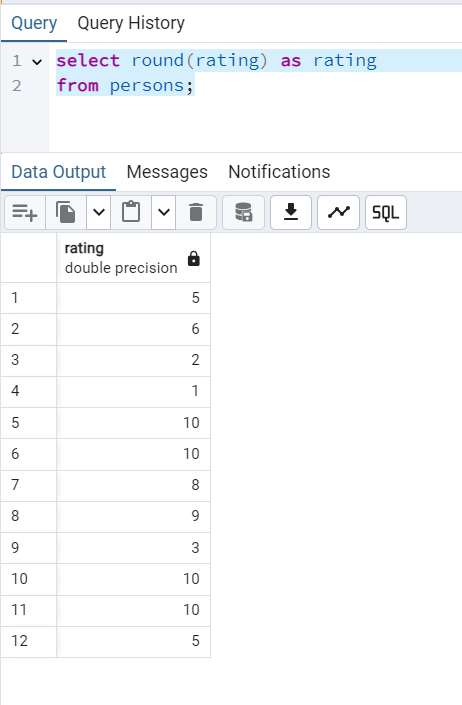 Query Query History
1 select round(rating) as rating
2 from persons;
Data Output Messages Notifications
SQL
rating
double precision
1 5
2 6
3 2
4 1
5 10
6 10
7 8
8 9
9 3
10 10
11 10
12 5